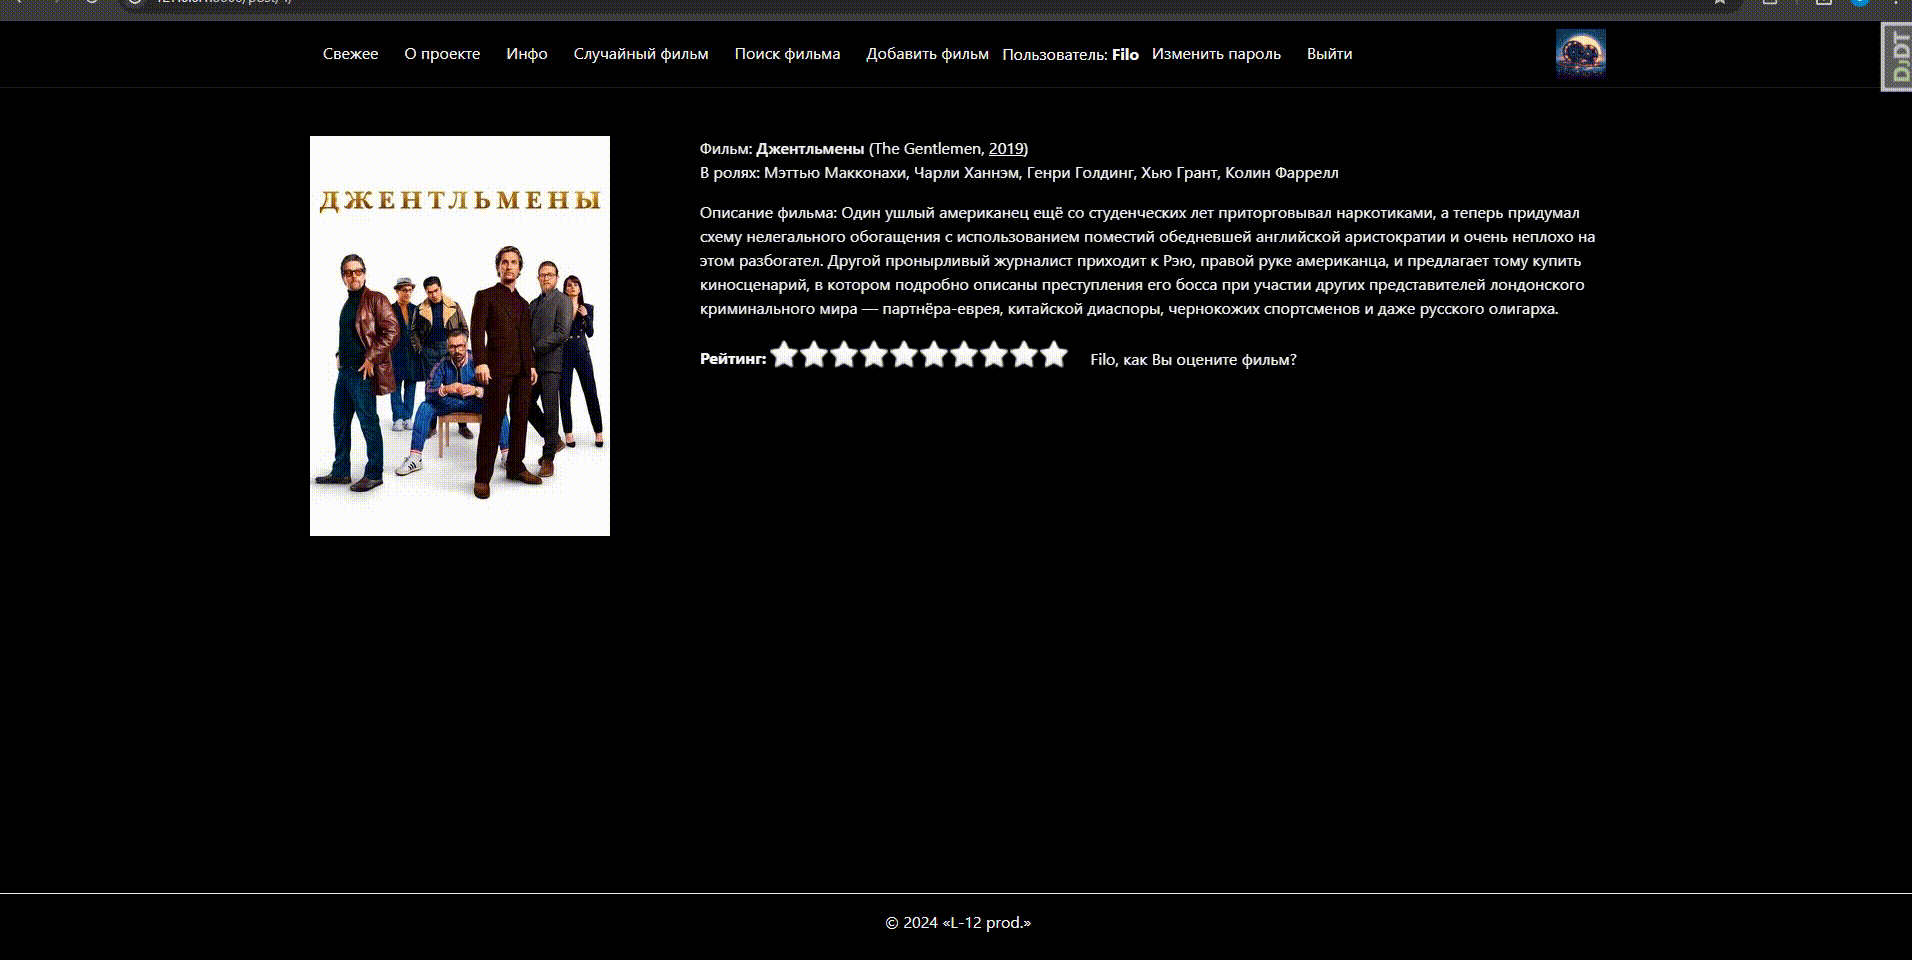 Свежее О проекте Инфо Случайный фильм Поиск фильма Добавить фильм Пользователь: Filo Изменить пароль Выйти
DJDT
ДЖЕНТЛЬМЕНЫ
Фильм: Джентльмены (The Gentlemen, 2019)
В ролях: Мэттью Макконахи, Чарли Ханнэм, Генри Голдинг, Хью Грант, Колин Фаррелл
Описание фильма: Один ушлый американец ещё со студенческих лет приторговывал наркотиками, а теперь придумал
схему нелегального обогащения с использованием поместий обедневшей английской аристократии и очень неплохо на
этом разбогател. Другой пронырливый журналист приходит к Рэю, правой руке американца, и предлагает тому купить
киносценарий, в котором подробно описаны преступления его босса при участии других представителей лондонского
криминального мира — партнёра-еврея, китайской диаспоры, чернокожих спортсменов и даже русского олигарха.
Рейтинг: Filo, как Вы оцените фильм?
© 2024 «L-12 prod.»